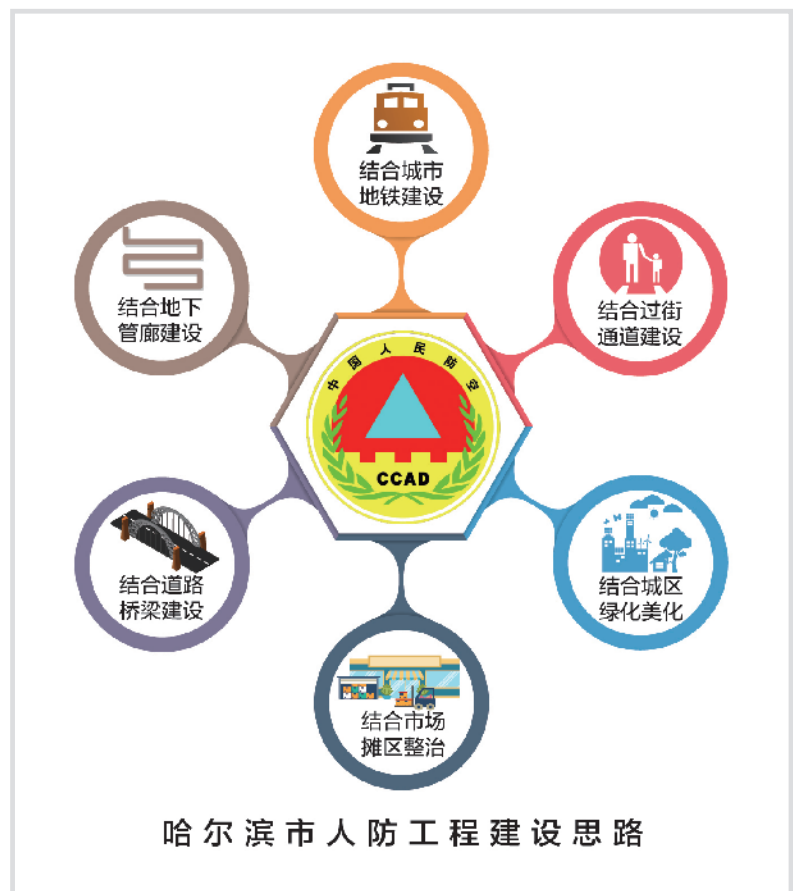 结合城市
地铁建设
结合地下
管廊建设
结合过街
通道建设
中国人民防空
CCAD
结合道路
桥梁建设
结合城区
绿化美化
结合市场
摊区整治
哈尔滨市人防工程建设思路